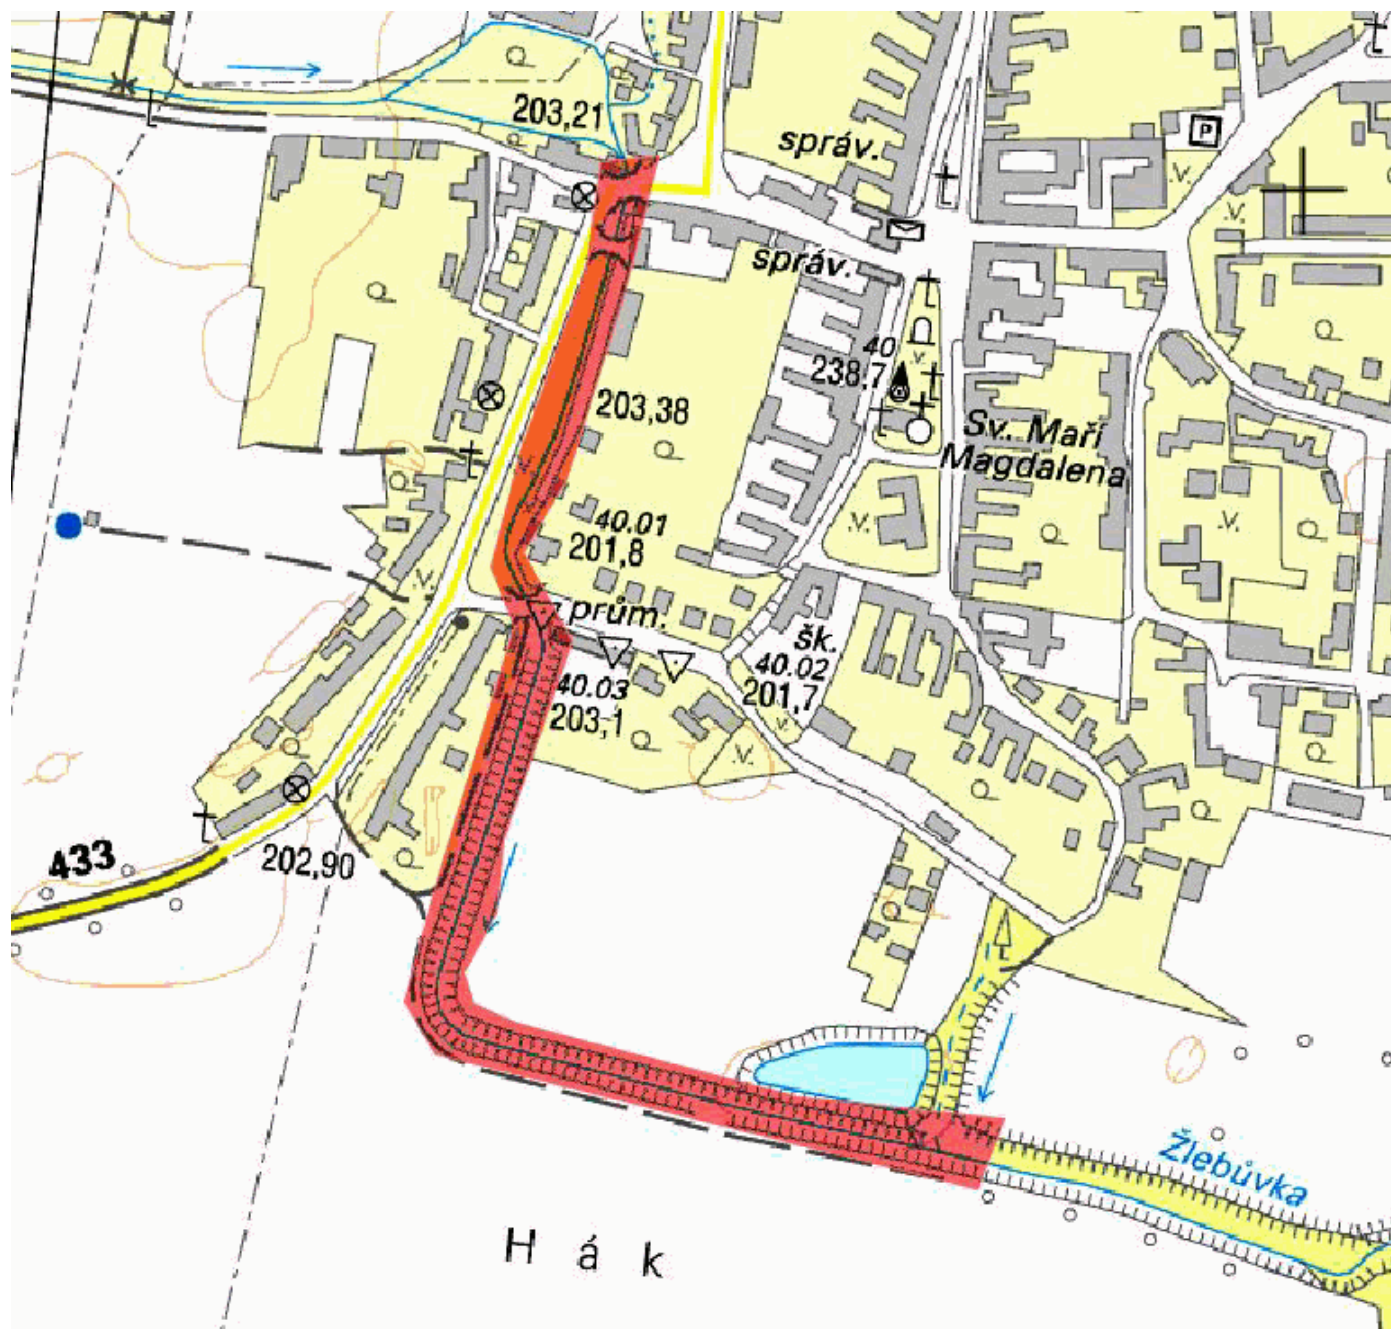 203,21
správ.
P
správ.
40
238,7
203,38
Sv. Maří
Magdalena
40.01
201,8
prům.
šk.
40.02
201,7
40.03
203,1
433
202,90
Žlebůvka
H á k